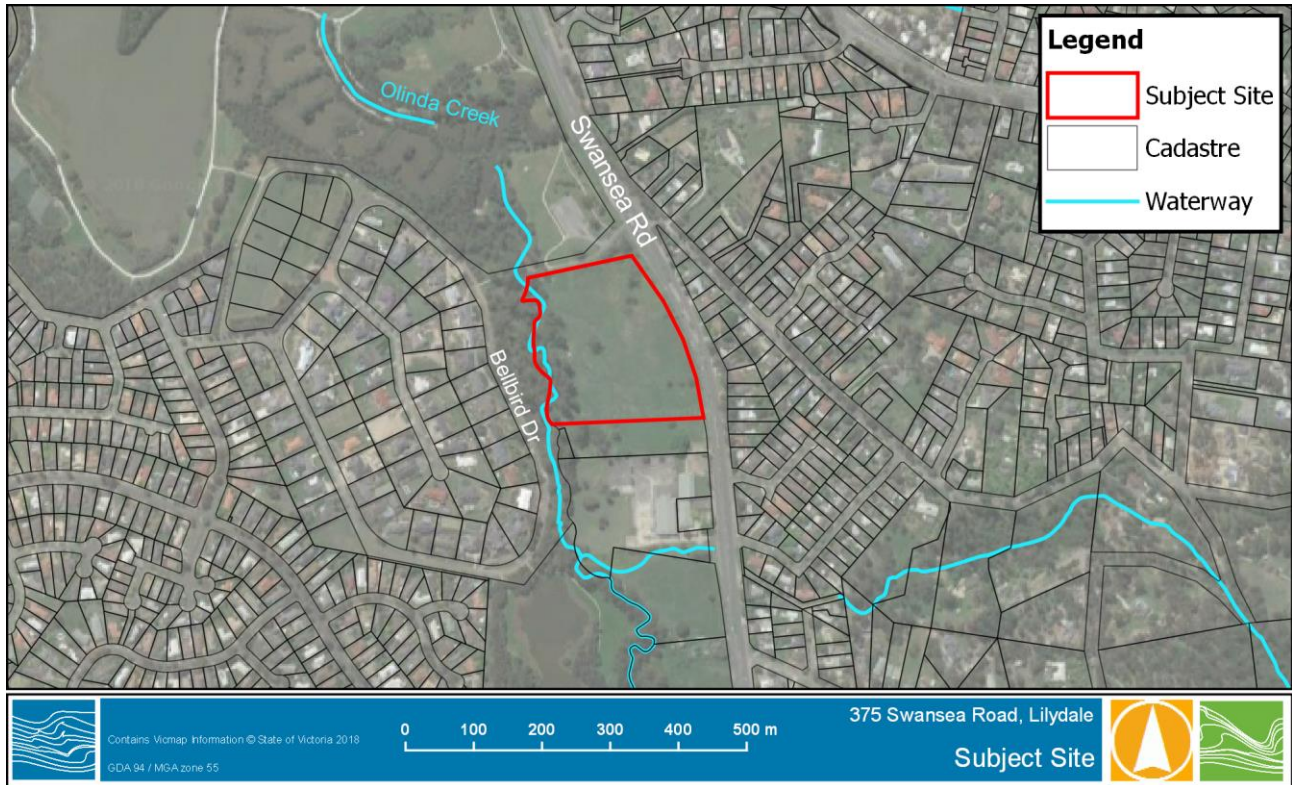 Legend
Subject Site
Cadastre
Waterway
Olinda Creek
Swansea Rd
Bellbird Dr
Contains Vicmap Information © State of Victoria 2018
GDA 94 / MGA zone 55
0 100 200 300 400 500 m
375 Swansea Road, Lilydale
Subject Site